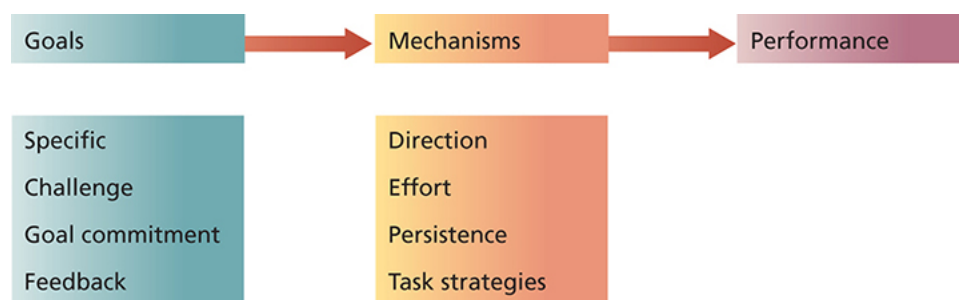 Goals
Mechanisms
Performance
Specific
Challenge
Goal commitment
Feedback
Direction
Effort
Persistence
Task strategies